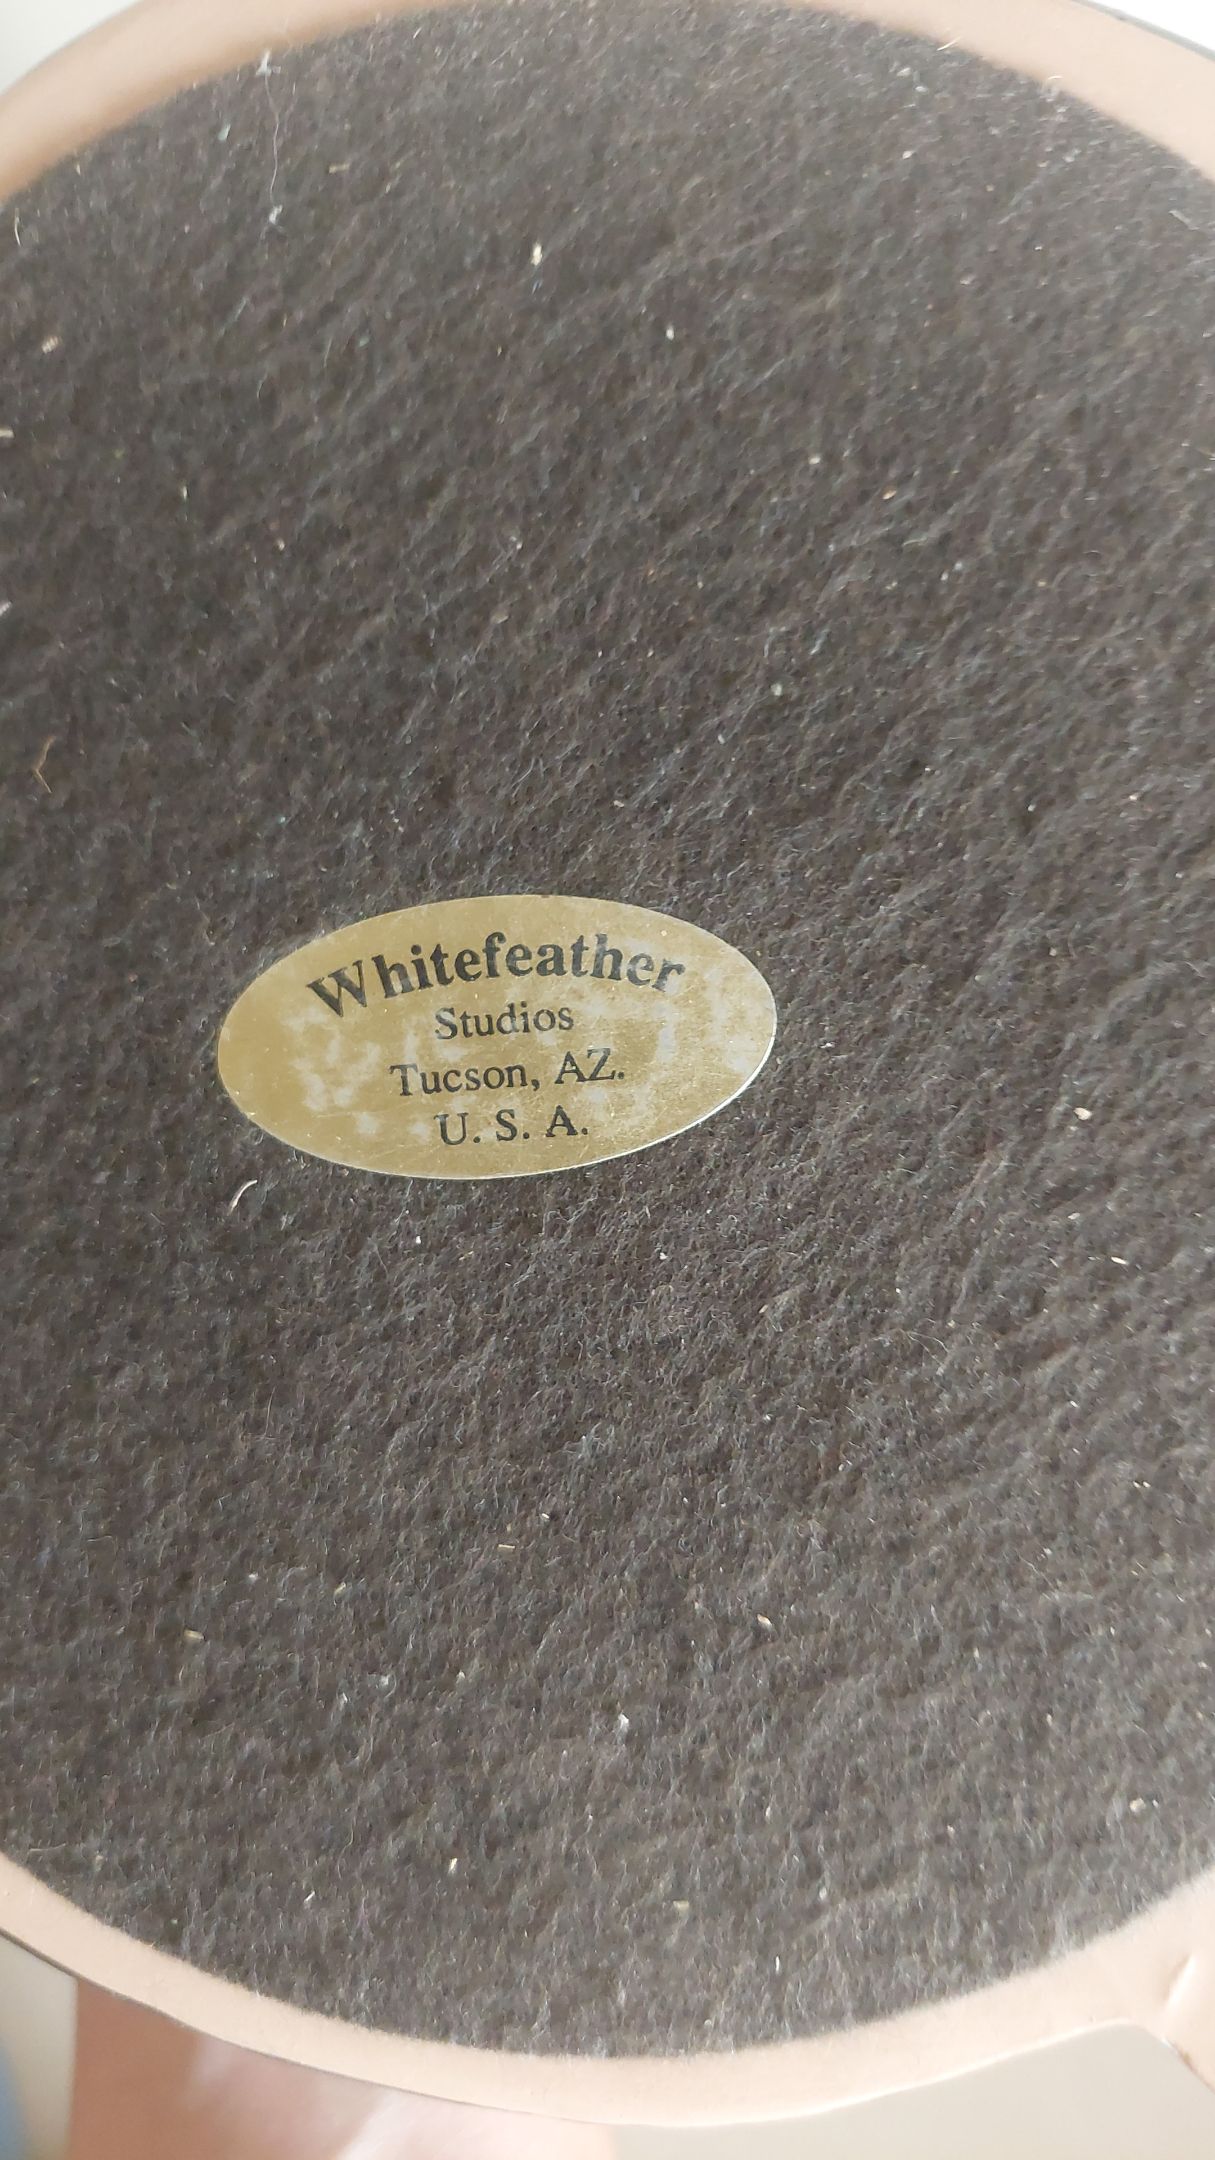 Whitefeather
Studios
Tucson, AZ.
U. S. A.